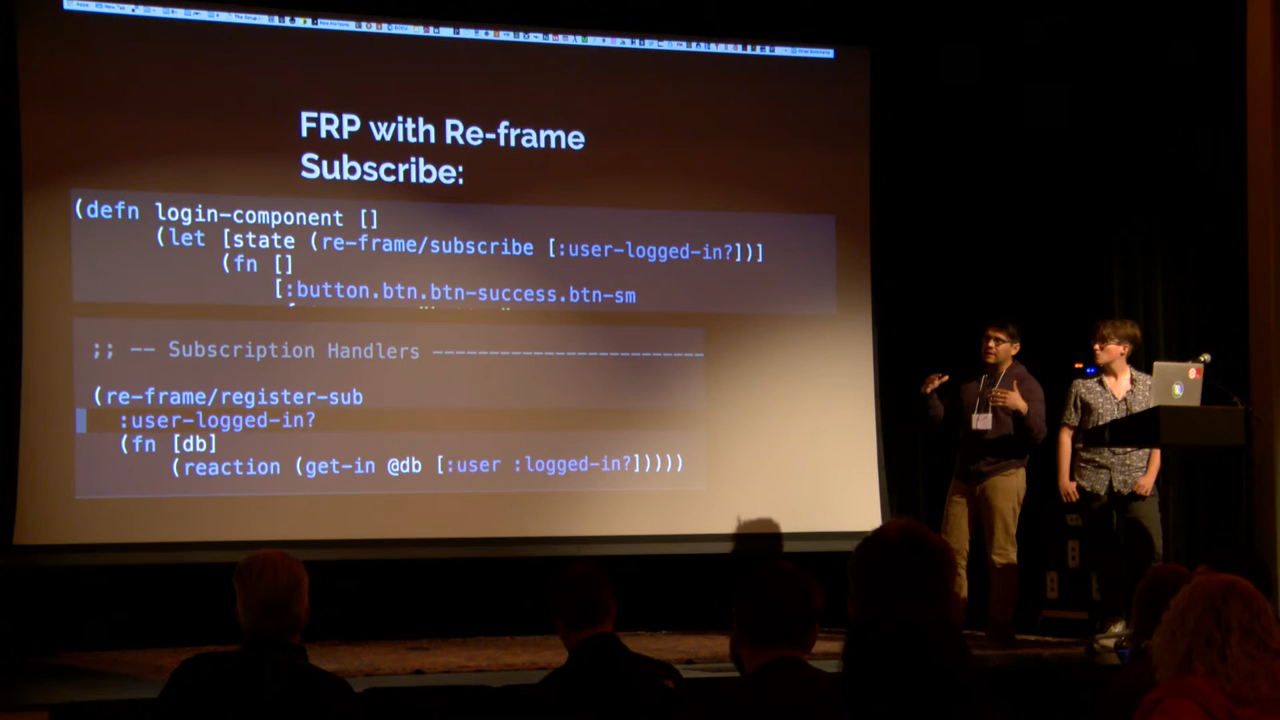 FRP with Re-frame
Subscribe:
(defn login-component []
(let [state (re-frame/subscribe [:user-logged-in?])]
(fn []
[:button.btn.btn-success.btn-sm
;; -- Subscription Handlers -------------------------
(re-frame/register-sub
:user-logged-in?
(fn [db]
(reaction (get-in @db [:user :logged-in?]))))